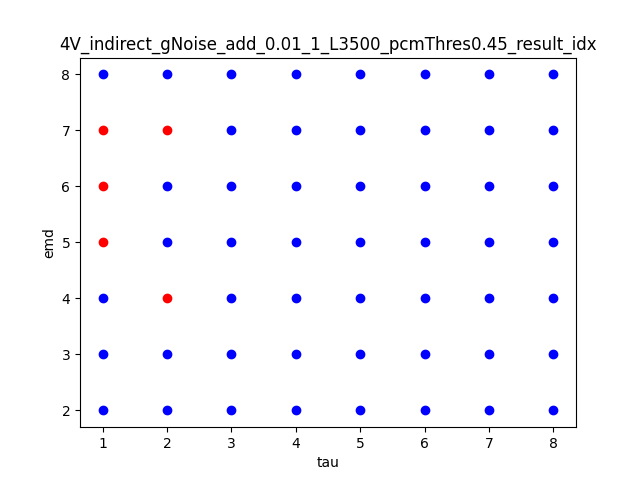 4V_indirect_gNoise_add_0.01_1_L3500_pcmThres0.45_result_idx
8
7
6
5
4
3
2
emd
1 2 3 4 5 6 7 8
tau